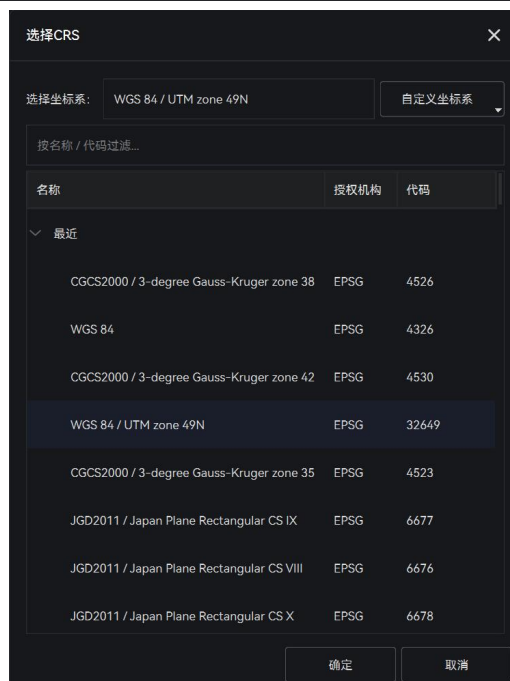 选择CRS
选择坐标系: WGS 84 / UTM zone 49N 自定义坐标系
按名称 / 代码过滤...
名称 授权机构 代码
最近
CGCS2000 / 3-degree Gauss-Kruger zone 38 EPSG 4526
WGS 84 EPSG 4326
CGCS2000 / 3-degree Gauss-Kruger zone 42 EPSG 4530
WGS 84 / UTM zone 49N EPSG 32649
CGCS2000 / 3-degree Gauss-Kruger zone 35 EPSG 4523
JGD2011 / Japan Plane Rectangular CS IX EPSG 6677
JGD2011 / Japan Plane Rectangular CS VIII EPSG 6676
JGD2011 / Japan Plane Rectangular CS X EPSG 6678
确定 取消